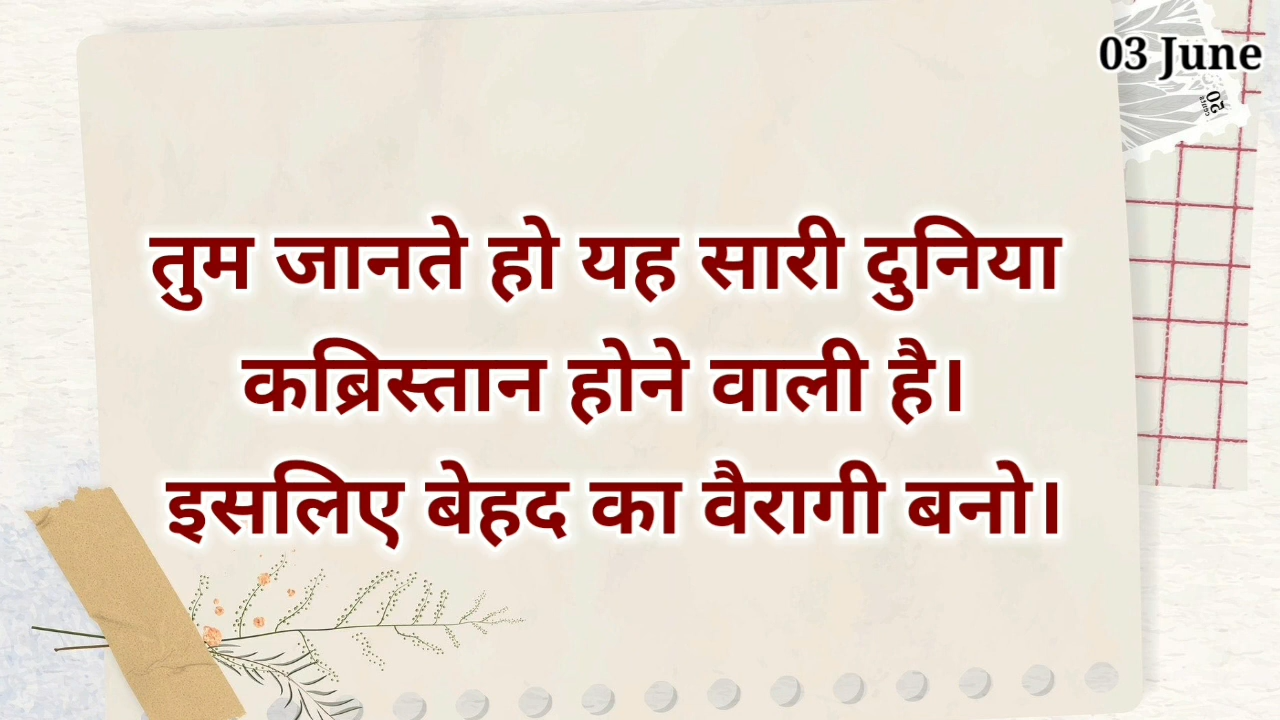 03 June
तुम जानते हो यह सारी दुनिया
कब्रिस्तान होने वाली है।
इसलिए बेहद का वैरागी बनो।